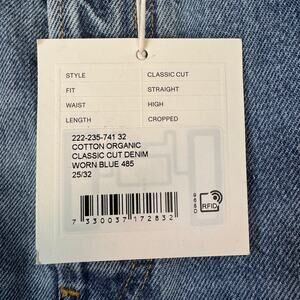 STYLE CLASSIC CUT
FIT STRAIGHT
WAIST HIGH
LENGTH CROPPED
222-235-741 32
COTTON ORGANIC
CLASSIC CUT DENIM
WORN BLUE 485
25/32
7 330037 172832
RFID